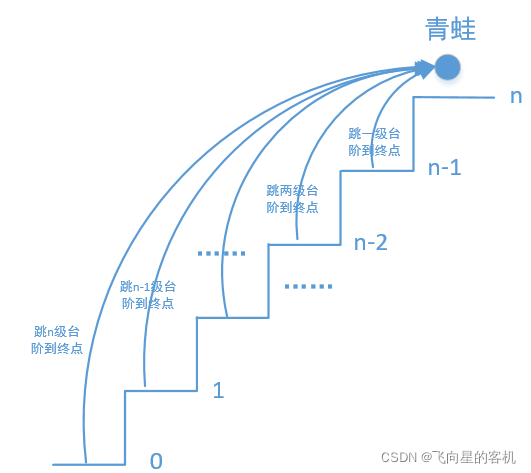 青蛙
n
跳一级台
阶到终点
n-1
跳两级台
阶到终点
n-2
跳n-1级台
阶到终点
跳n级台
阶到终点
1
0
CSDN @飞向星的客机